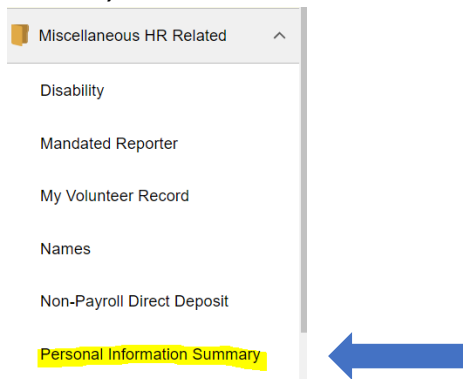 Miscellaneous HR Related
Disability
Mandated Reporter
My Volunteer Record
Names
Non-Payroll Direct Deposit
Personal Information Summary